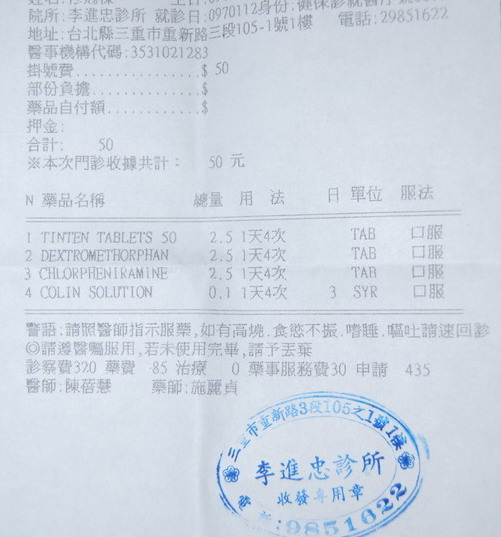 院所:李進忠診所 就診日:0970112身份:健保
地址:台北縣三重市重新路三段105-1號1樓 電話:29851622
醫事機構代碼:3531021283
掛號費...............$ 50
部份負擔.............$
藥品自付額...........$
押金:
合計: 50
※本次門診收據共計: 50 元
N 藥品名稱 總量 用 法 日 單位 服法
1 TINTEN TABLETS 50 2.5 1天4次 TAB 口服
2 DEXTROMETHORPHAN 2.5 1天4次 TAB 口服
3 CHLORPHENIRAMINE 2.5 1天4次 TAB 口服
4 COLIN SOLUTION 0.1 1天4次 3 SYR 口服
警語:請照醫師指示服藥,如有高燒.食慾不振.嗜睡.嘔吐請速回診
◎請遵醫囑服用,若未使用完畢,請予丟棄
診察費320 藥費 85 治療 0 藥事服務費30 申請 435
醫師:陳蓓慧 藥師:施麗貞
三重市重新路3段105之1號1樓
李進忠診所
收發專用章
:9851622